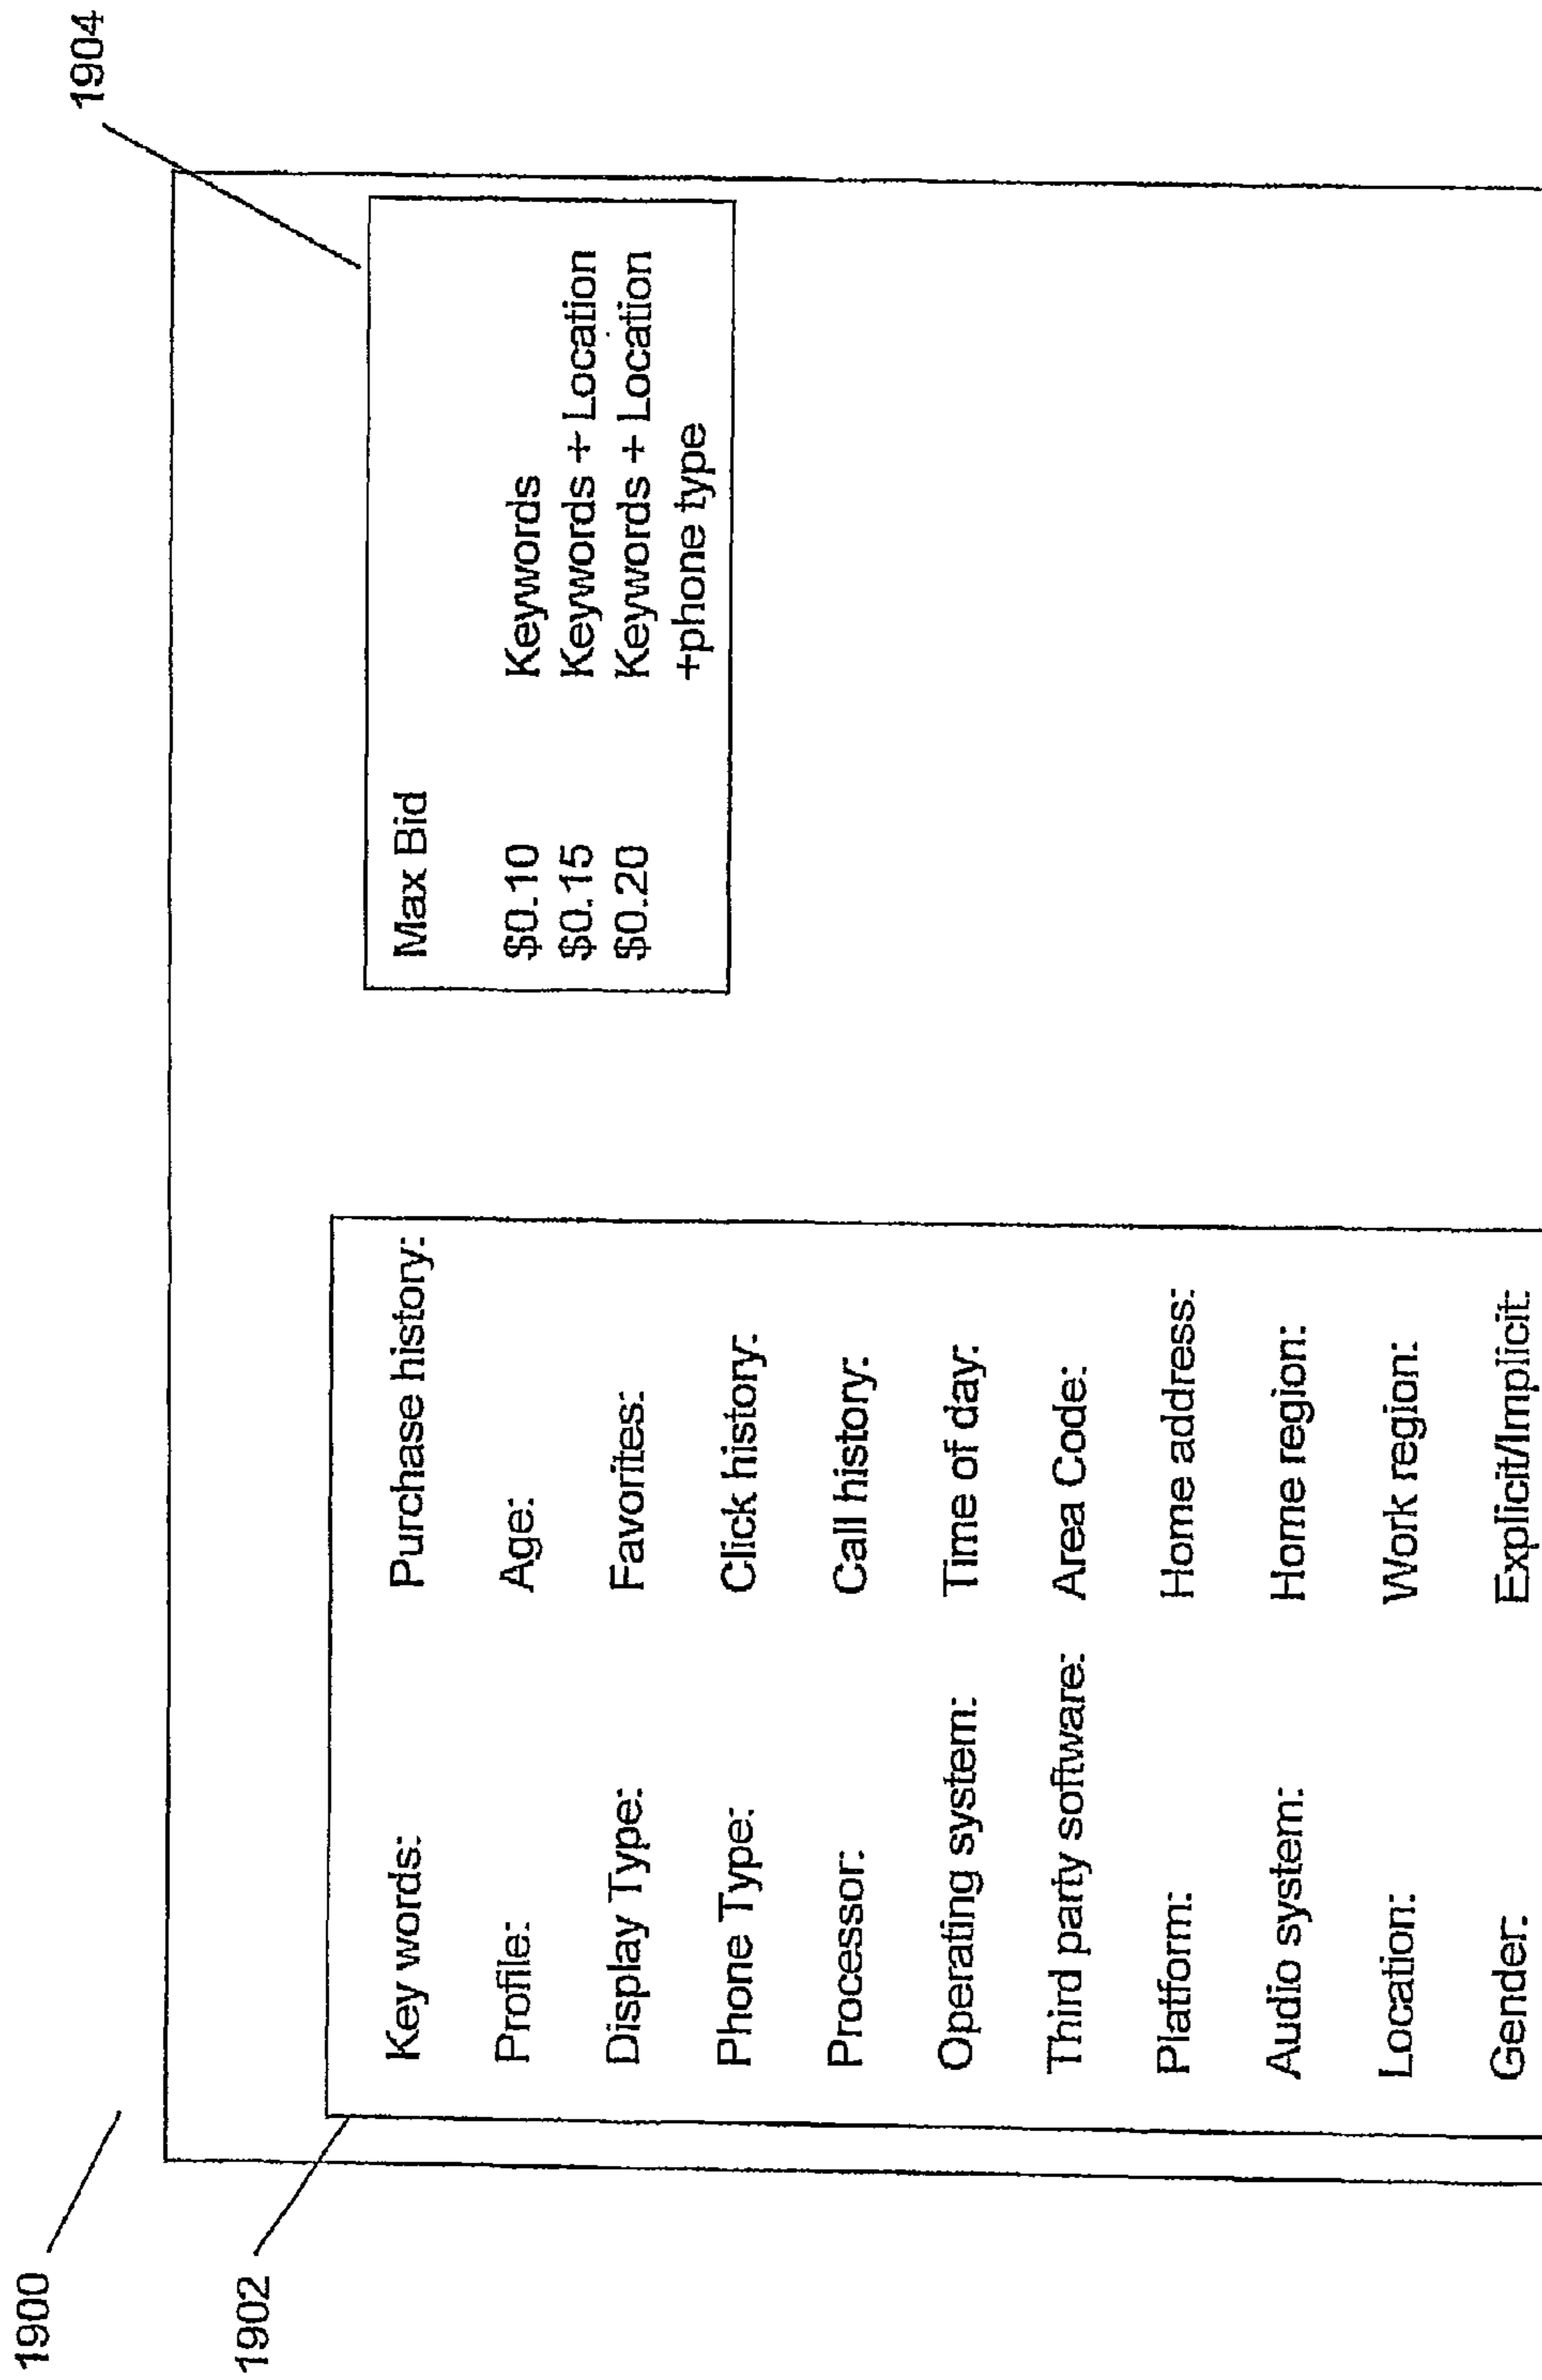 1900
1902
1904
Key words: Purchase history:
Profile: Age:
Display Type: Favorites:
Phone Type: Click history:
Processor: Call history:
Operating system: Time of day:
Third party software: Area Code:
Platform: Home address:
Audio system: Home region:
Location: Work region:
Gender: Explicit/Implicit:
Max Bid
$0.10 Keywords
$0.15 Keywords + Location
$0.20 Keywords + Location
+phone type